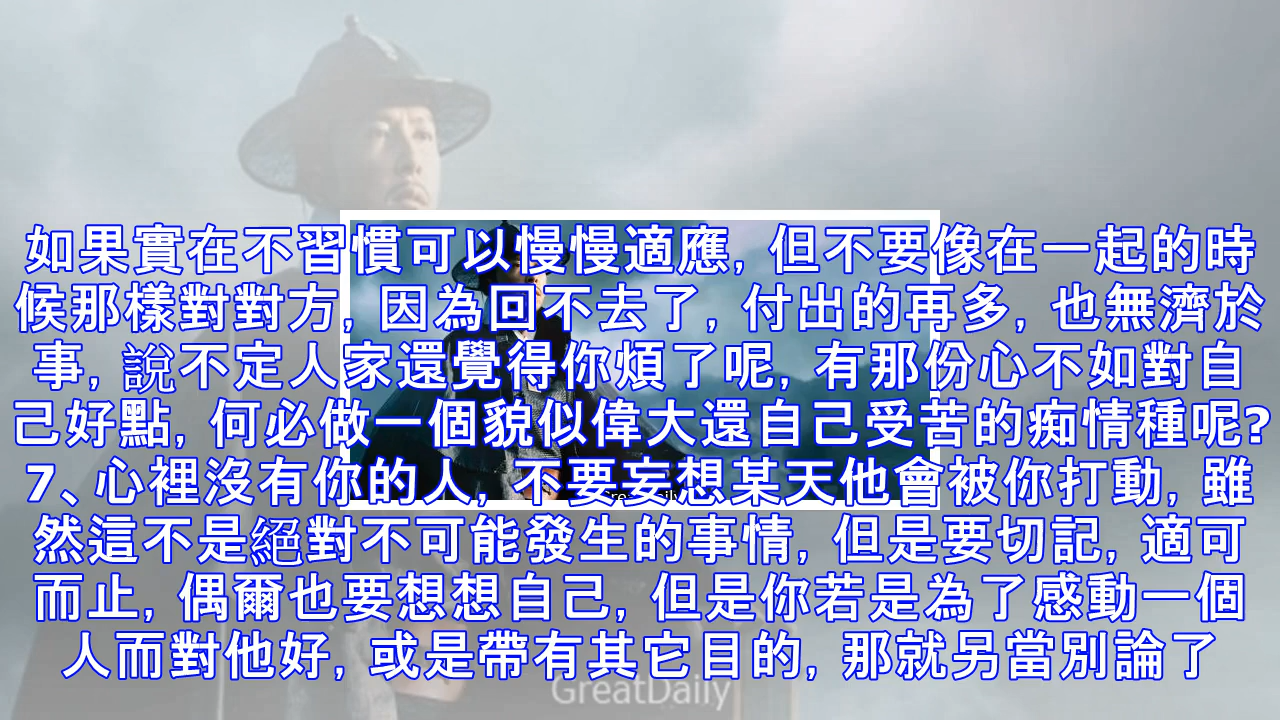 如果實在不習慣可以慢慢適應, 但不要像在一起的時
候那樣對對方, 因為回不去了, 付出的再多, 也無濟於
事, 說不定人家還覺得你煩了呢, 有那份心不如對自
己好點, 何必做一個貌似偉大還自己受苦的痴情種呢?
7、心裡沒有你的人, 不要妄想某天他會被你打動, 雖
然這不是絕對不可能發生的事情, 但是要切記, 適可
而止, 偶爾也要想想自己, 但是你若是為了感動一個
人而對他好, 或是帶有其它目的, 那就另當別論了
GreatDaily
GreatDaily